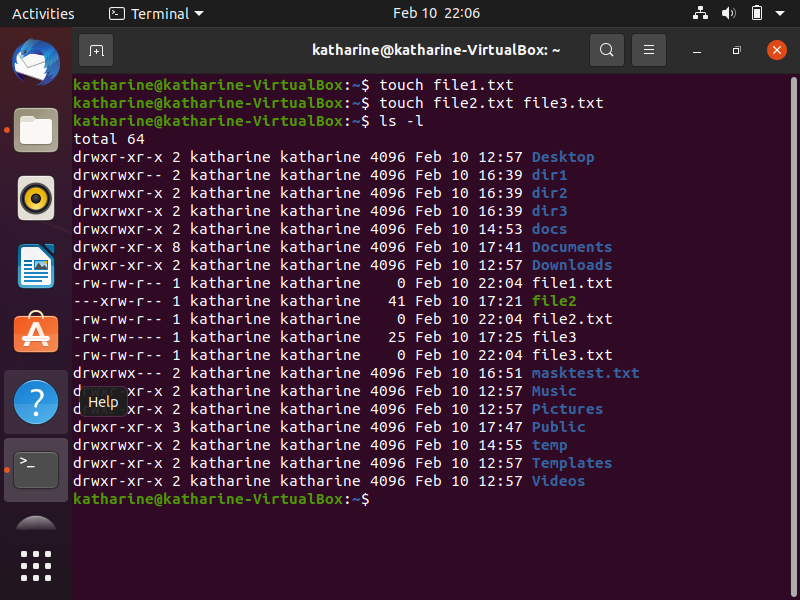 Activities Terminal Feb 10 22:06
katharine@katharine-VirtualBox: ~
katharine@katharine-VirtualBox:~$ touch file1.txt
katharine@katharine-VirtualBox:~$ touch file2.txt file3.txt
katharine@katharine-VirtualBox:~$ ls -l
total 64
drwxr-xr-x 2 katharine katharine 4096 Feb 10 12:57 Desktop
drwxrwxr-- 2 katharine katharine 4096 Feb 10 16:39 dir1
drwxrwxr-x 2 katharine katharine 4096 Feb 10 16:39 dir2
drwxrwxr-x 2 katharine katharine 4096 Feb 10 16:39 dir3
drwxrwxr-x 2 katharine katharine 4096 Feb 10 14:53 docs
drwxr-xr-x 8 katharine katharine 4096 Feb 10 17:41 Documents
drwxr-xr-x 2 katharine katharine 4096 Feb 10 12:57 Downloads
-rw-rw-r-- 1 katharine katharine    0 Feb 10 22:04 file1.txt
---xrw-r-- 1 katharine katharine   41 Feb 10 17:21 file2
-rw-rw-r-- 1 katharine katharine    0 Feb 10 22:04 file2.txt
-rw-rw---- 1 katharine katharine   25 Feb 10 17:25 file3
-rw-rw-r-- 1 katharine katharine    0 Feb 10 22:04 file3.txt
drwxrwx--- 2 katharine katharine 4096 Feb 10 16:51 masktest.txt
xr-x 2 katharine katharine 4096 Feb 10 12:57 Music
Help
xr-x 2 katharine katharine 4096 Feb 10 12:57 Pictures
drwxr-xr-x 3 katharine katharine 4096 Feb 10 17:47 Public
drwxrwxr-x 2 katharine katharine 4096 Feb 10 14:55 temp
drwxr-xr-x 2 katharine katharine 4096 Feb 10 12:57 Templates
drwxr-xr-x 2 katharine katharine 4096 Feb 10 12:57 Videos
katharine@katharine-VirtualBox:~$